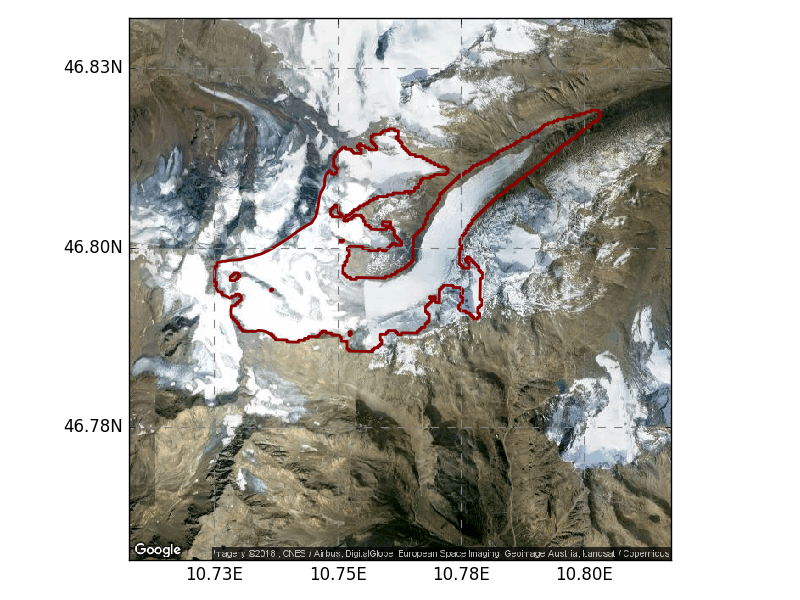 46.83N
46.80N
46.78N
Google
Imagery ©2018 , CNES / Airbus, DigitalGlobe, European Space Imaging, Geoimage Austria, Landsat / Copernicus
10.73E
10.75E
10.78E
10.80E